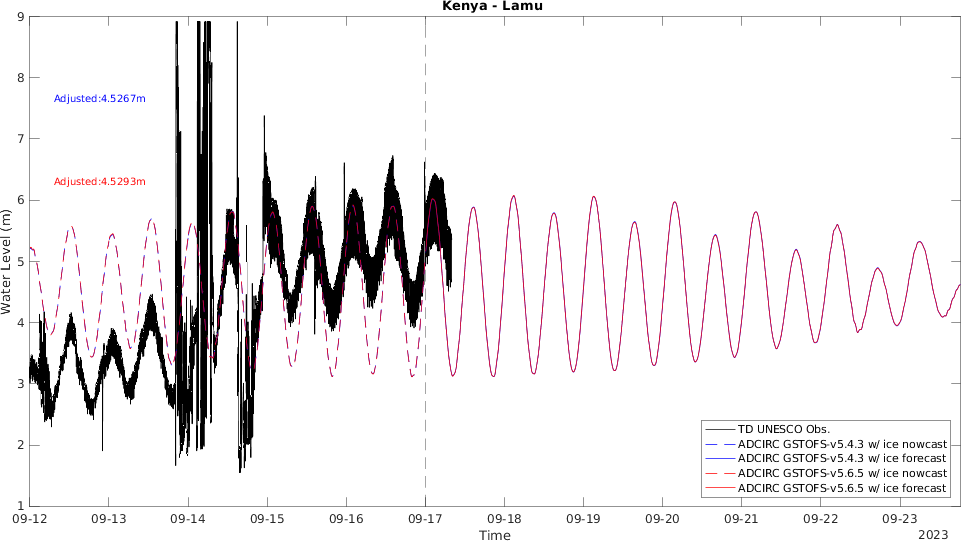 Kenya - Lamu
9
8
7
6
5
4
3
2
1
Water Level (m)
Adjusted:4.5267m
Adjusted:4.5293m
TD UNESCO Obs.
ADCIRC GSTOFS-v5.4.3 w/ ice nowcast
ADCIRC GSTOFS-v5.4.3 w/ ice forecast
ADCIRC GSTOFS-v5.6.5 w/ ice nowcast
ADCIRC GSTOFS-v5.6.5 w/ ice forecast
09-12 09-13 09-14 09-15 09-16 09-17 09-18 09-19 09-20 09-21 09-22 09-23
Time
2023